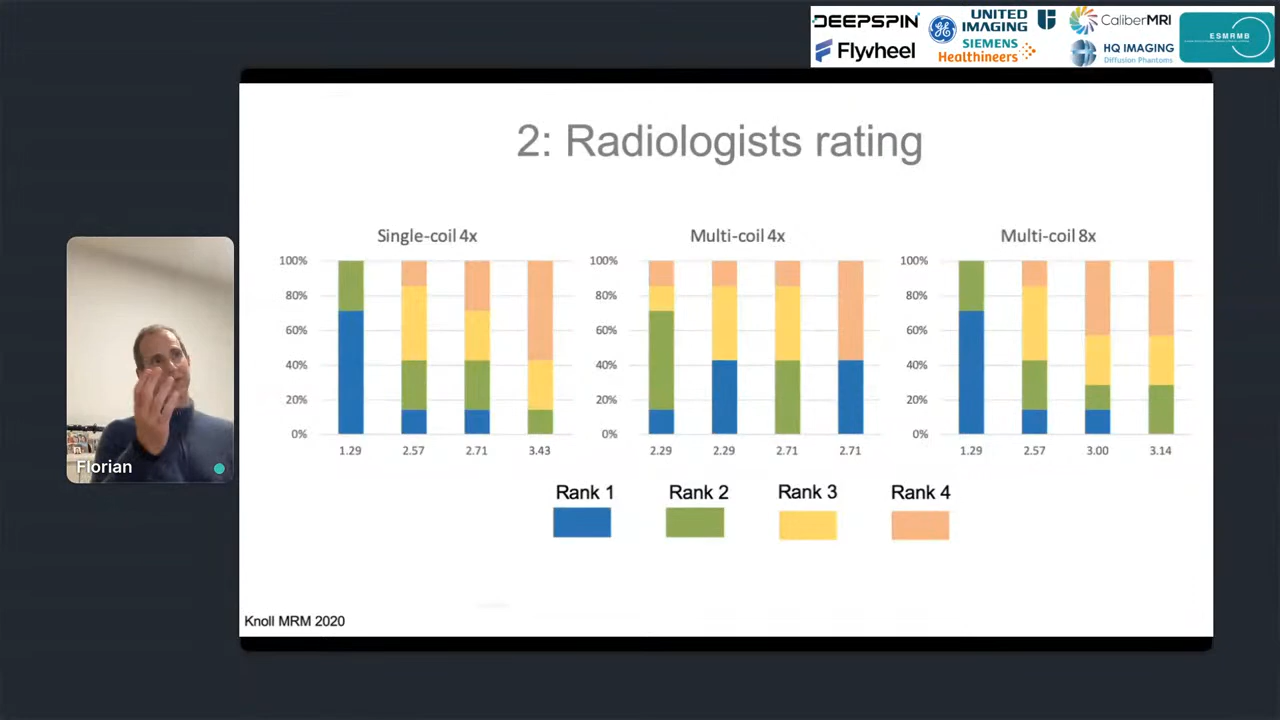 DEEPSPIN
UNITED
IMAGING
CaliberMRI
ESMRMB
Flywheel
SIEMENS
Healthineers
HQ IMAGING
Diffusion Phantoms
2: Radiologists rating
Single-coil 4x
Multi-coil 4x
Multi-coil 8x
100%
80%
60%
40%
20%
0%
1.29 2.57 2.71 3.43
100%
80%
60%
40%
20%
0%
2.29 2.29 2.71 2.71
100%
80%
60%
40%
20%
0%
1.29 2.57 3.00 3.14
Rank 1 Rank 2 Rank 3 Rank 4
Florian
Knoll MRM 2020